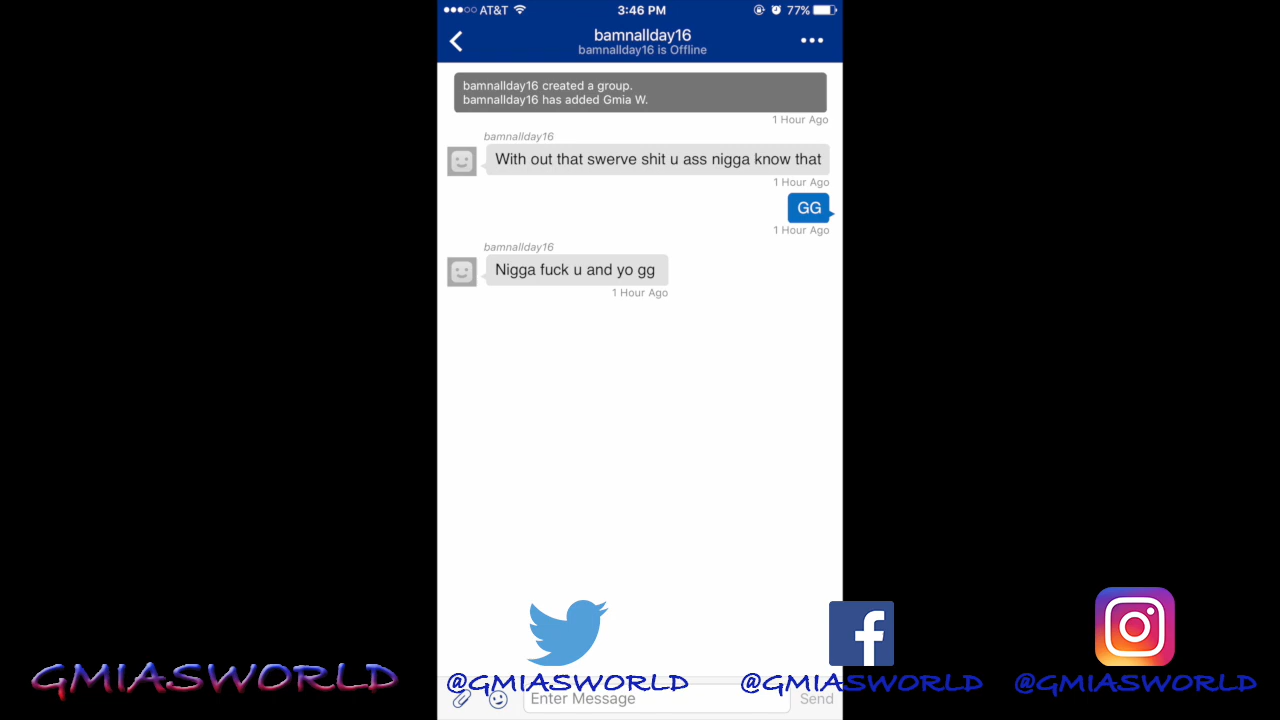 AT&T 3:46 PM 77%
bamnallday16
bamnallday16 is Offline
bamnallday16 created a group.
bamnallday16 has added Gmia W.
1 Hour Ago
bamnallday16
With out that swerve shit u ass nigga know that
1 Hour Ago
GG
1 Hour Ago
bamnallday16
Nigga fuck u and yo gg
1 Hour Ago
GMIASWORLD
@GMIASWORLD @GMIASWORLD @GMIASWORLD
Enter Message Send